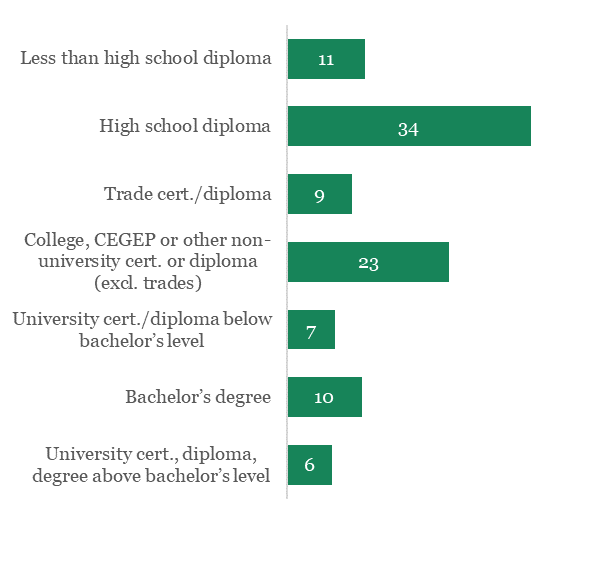 Less than high school diploma
11
High school diploma
34
Trade cert./diploma
9
College, CEGEP or other non-
university cert. or diploma
(excl. trades)
23
University cert./diploma below
bachelor’s level
7
Bachelor’s degree
10
University cert., diploma,
degree above bachelor’s level
6